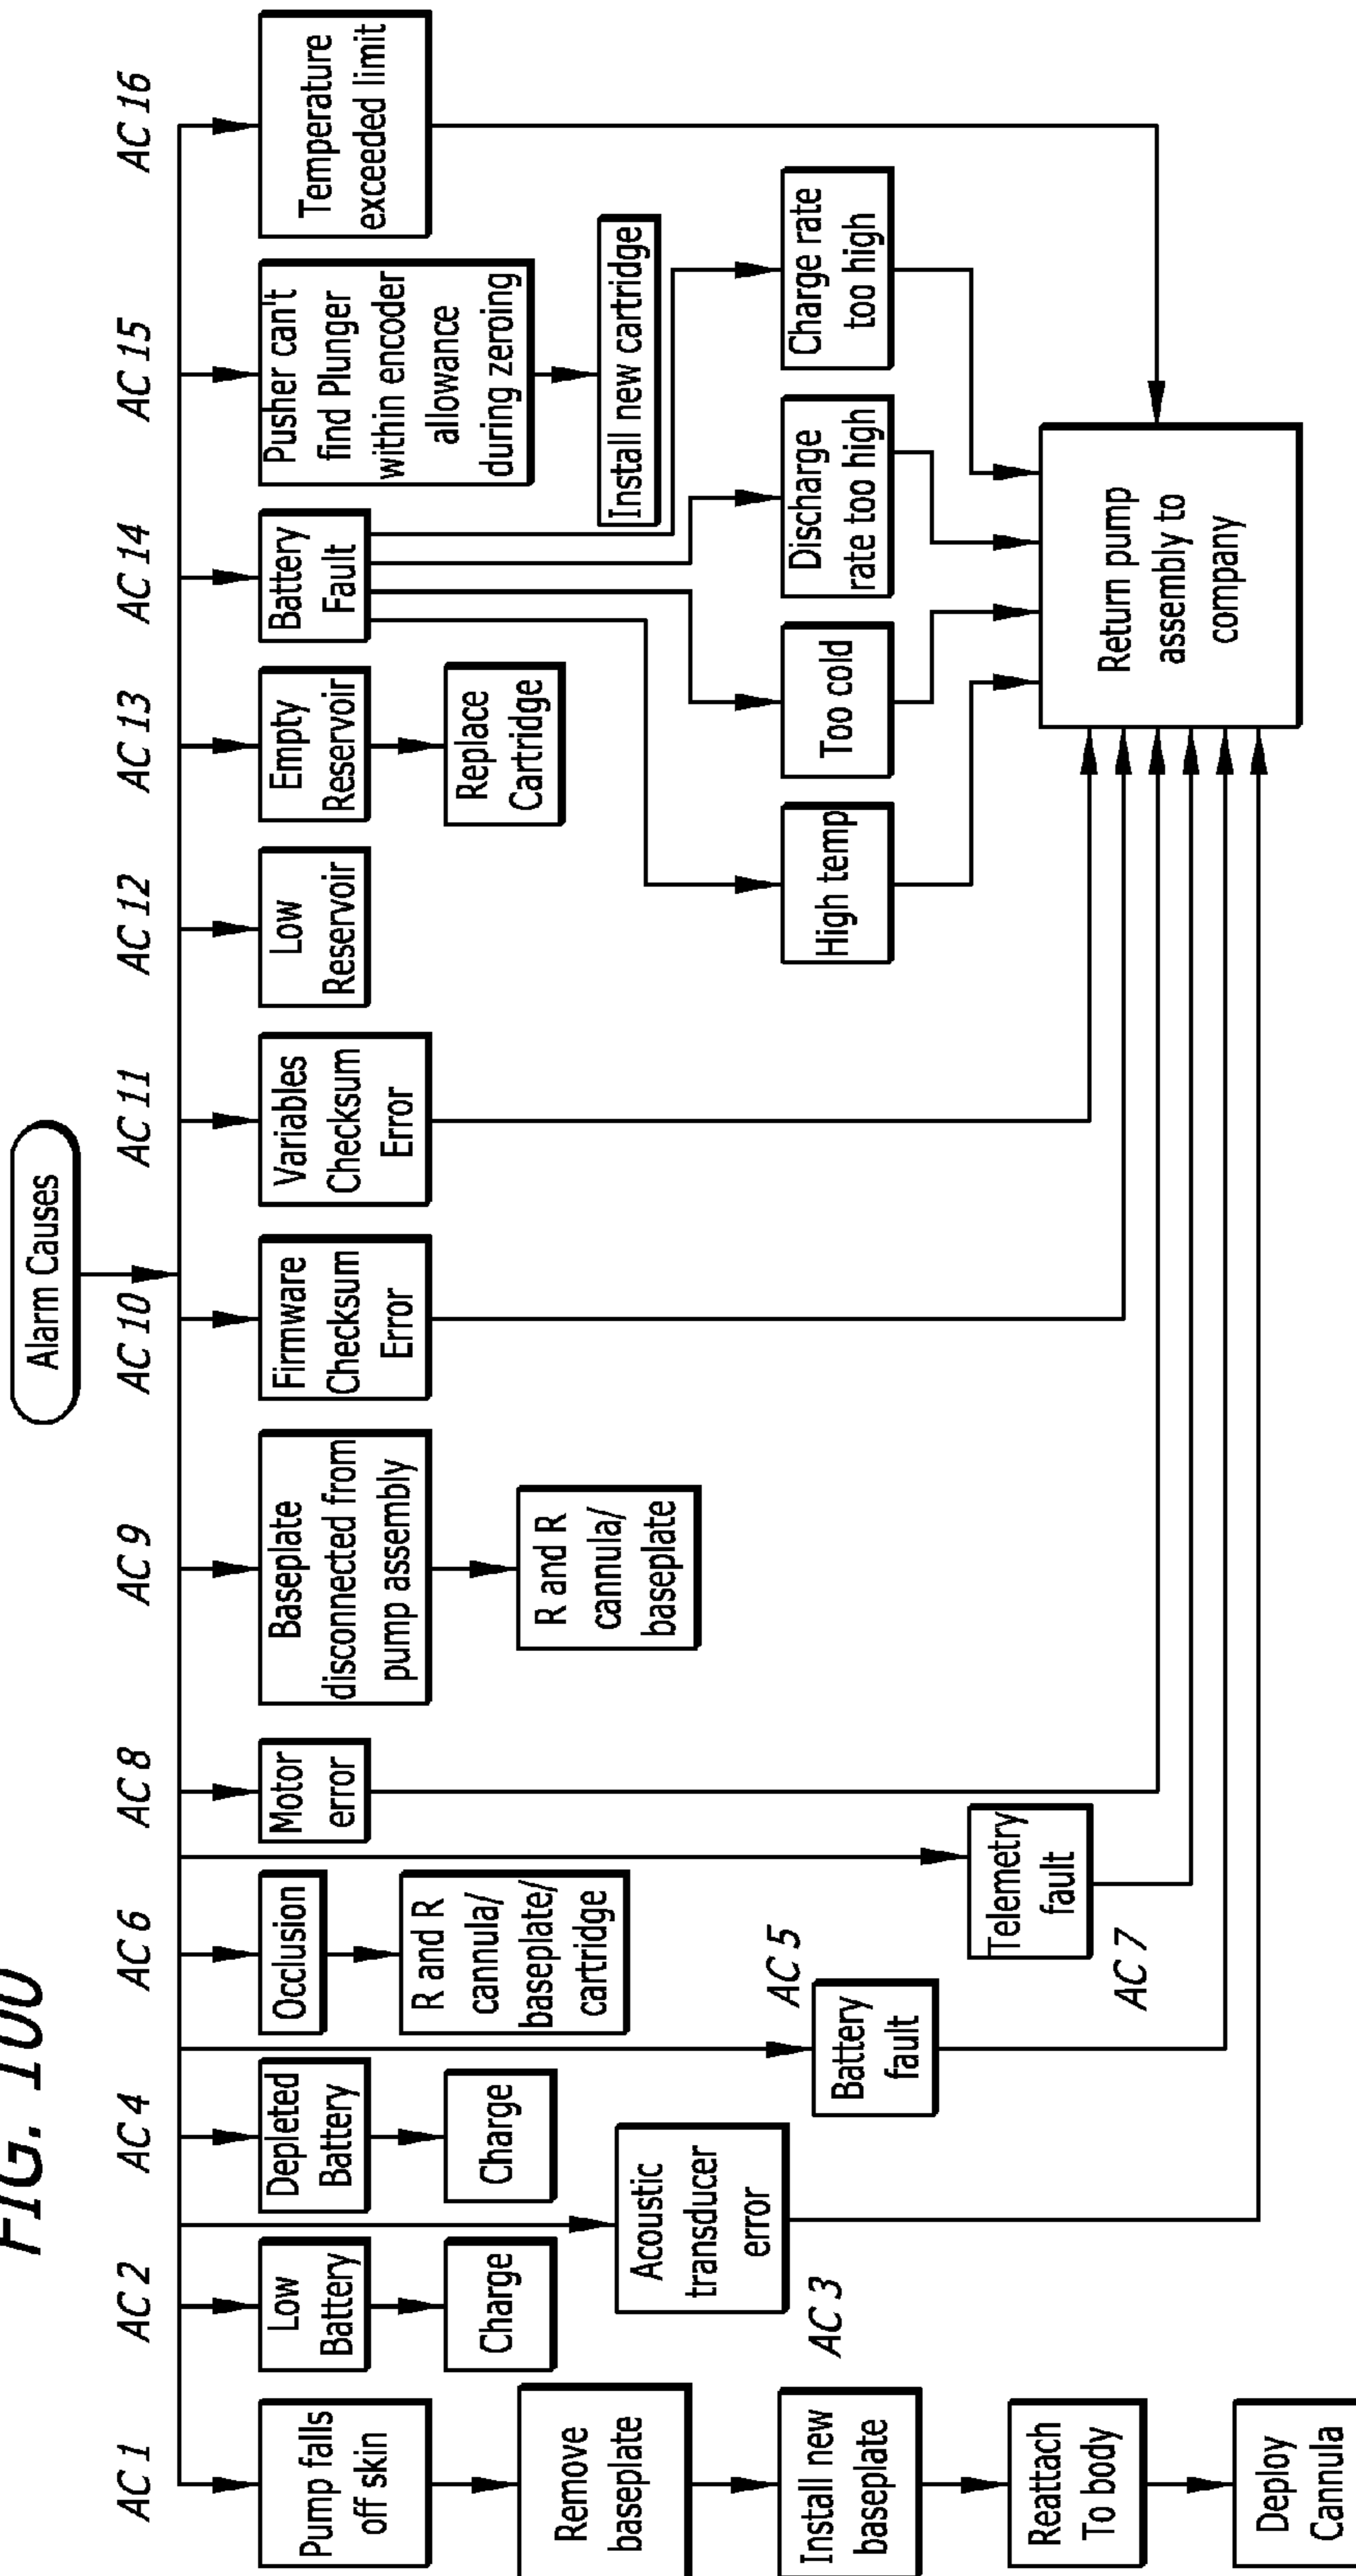 FIG. 100
Alarm Causes
AC 1
Pump falls
off skin
Remove
baseplate
Install new
baseplate
Reattach
To body
Deploy
Cannula
AC 2
Low
Battery
Charge
Acoustic
transducer
error
AC 3
AC 4
Depleted
Battery
Charge
AC 5
Battery
fault
AC 6
Occlusion
R and R
cannula/
baseplate/
cartridge
Telemetry
fault
AC 7
AC 8
Motor
error
AC 9
Baseplate
disconnected from
pump assembly
R and R
cannula/
baseplate
AC 10
Firmware
Checksum
Error
AC 11
Variables
Checksum
Error
AC 12
Low
Reservoir
AC 13
Empty
Reservoir
Replace
Cartridge
AC 14
Battery
Fault
High temp
Too cold
Discharge
rate too high
Charge rate
too high
AC 15
Pusher can't
find Plunger
within encoder
allowance
during zeroing
Install new cartridge
AC 16
Temperature
exceeded limit
Return pump
assembly to
company